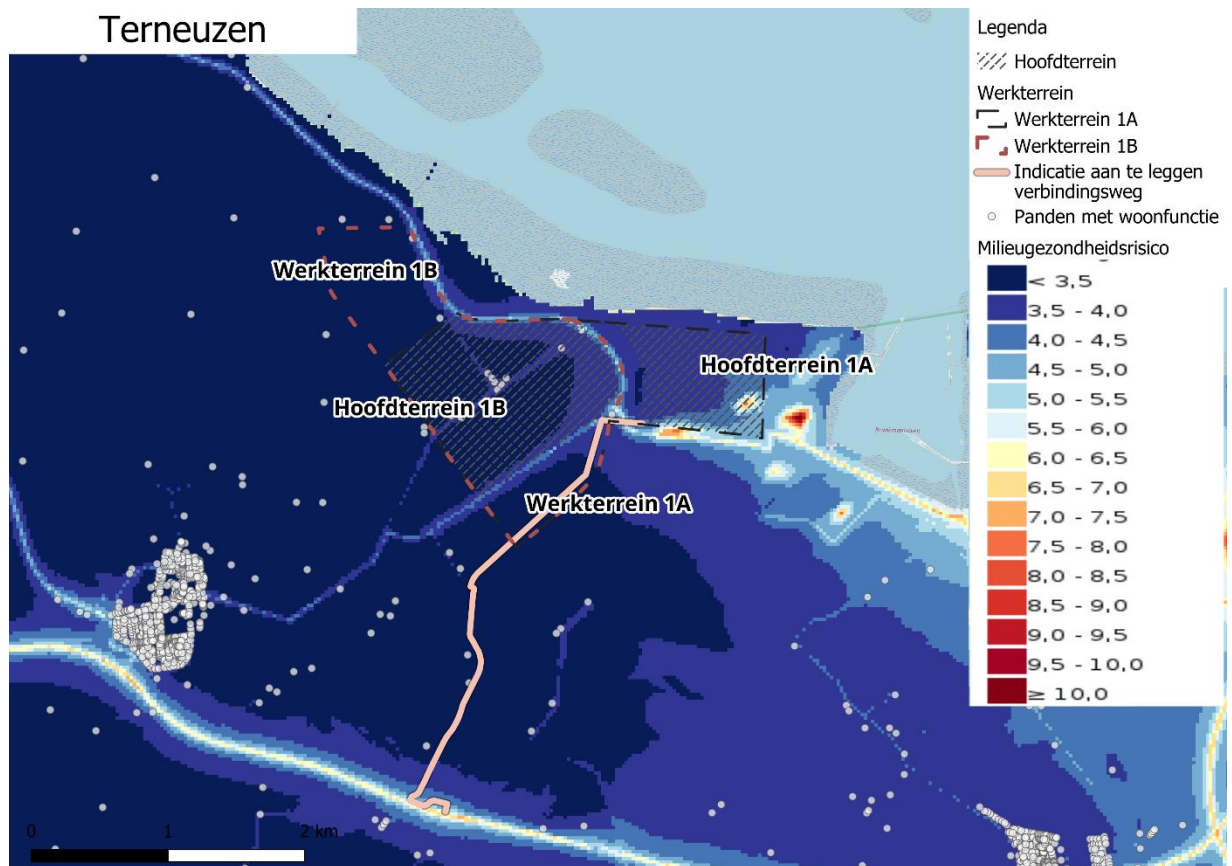 Terneuzen
Legenda
Hoofdterrein
Werkterrein
Werkterrein 1A
Werkterrein 1B
Indicatie aan te leggen
verbindingsweg
Panden met woonfunctie
Milieugezondheidsrisico
< 3,5
3,5 - 4,0
4,0 - 4,5
4,5 - 5,0
5,0 - 5,5
5,5 - 6,0
6,0 - 6,5
6,5 - 7,0
7,0 - 7,5
7,5 - 8,0
8,0 - 8,5
8,5 - 9,0
9,0 - 9,5
9,5 - 10,0
≥ 10,0
Werkterrein 1B
Hoofdterrein 1A
Hoofdterrein 1B
Werkterrein 1A
0 1 2 km